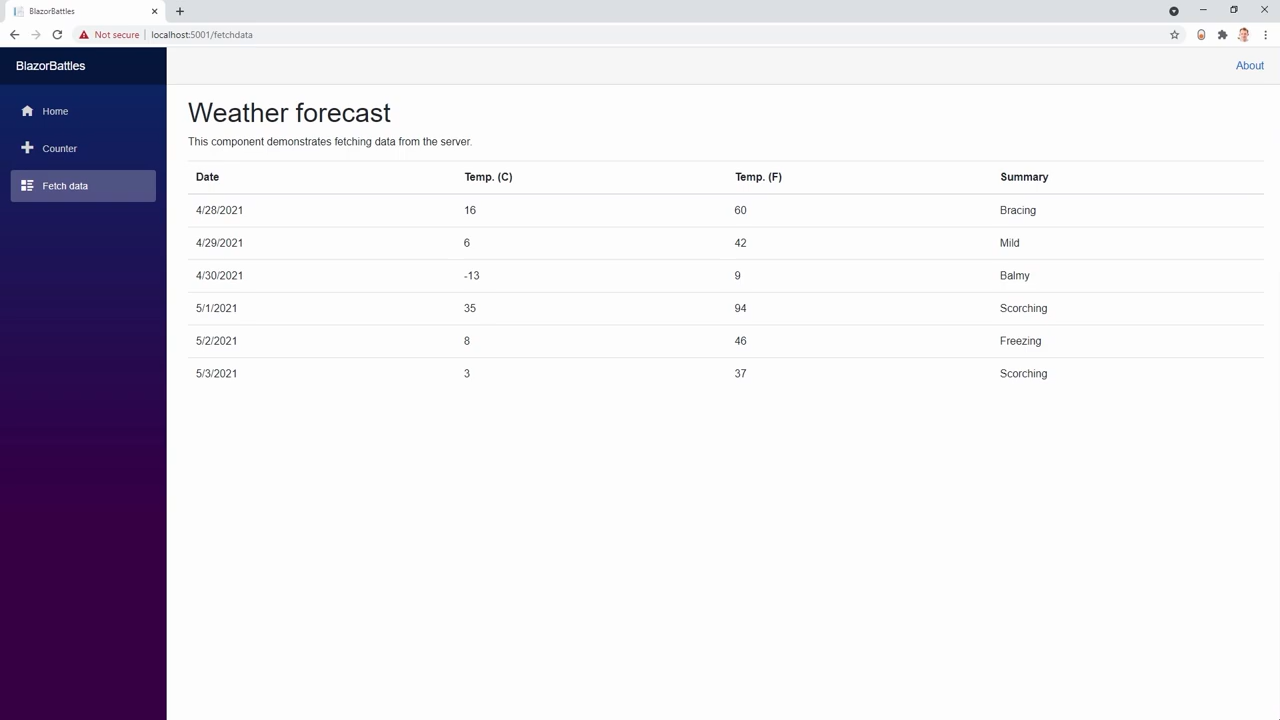 BlazorBattles
Not secure localhost:5001/fetchdata
BlazorBattles
About
Home
Counter
Fetch data
Weather forecast
This component demonstrates fetching data from the server.
Date Temp. (C) Temp. (F) Summary
4/28/2021 16 60 Bracing
4/29/2021 6 42 Mild
4/30/2021 -13 9 Balmy
5/1/2021 35 94 Scorching
5/2/2021 8 46 Freezing
5/3/2021 3 37 Scorching